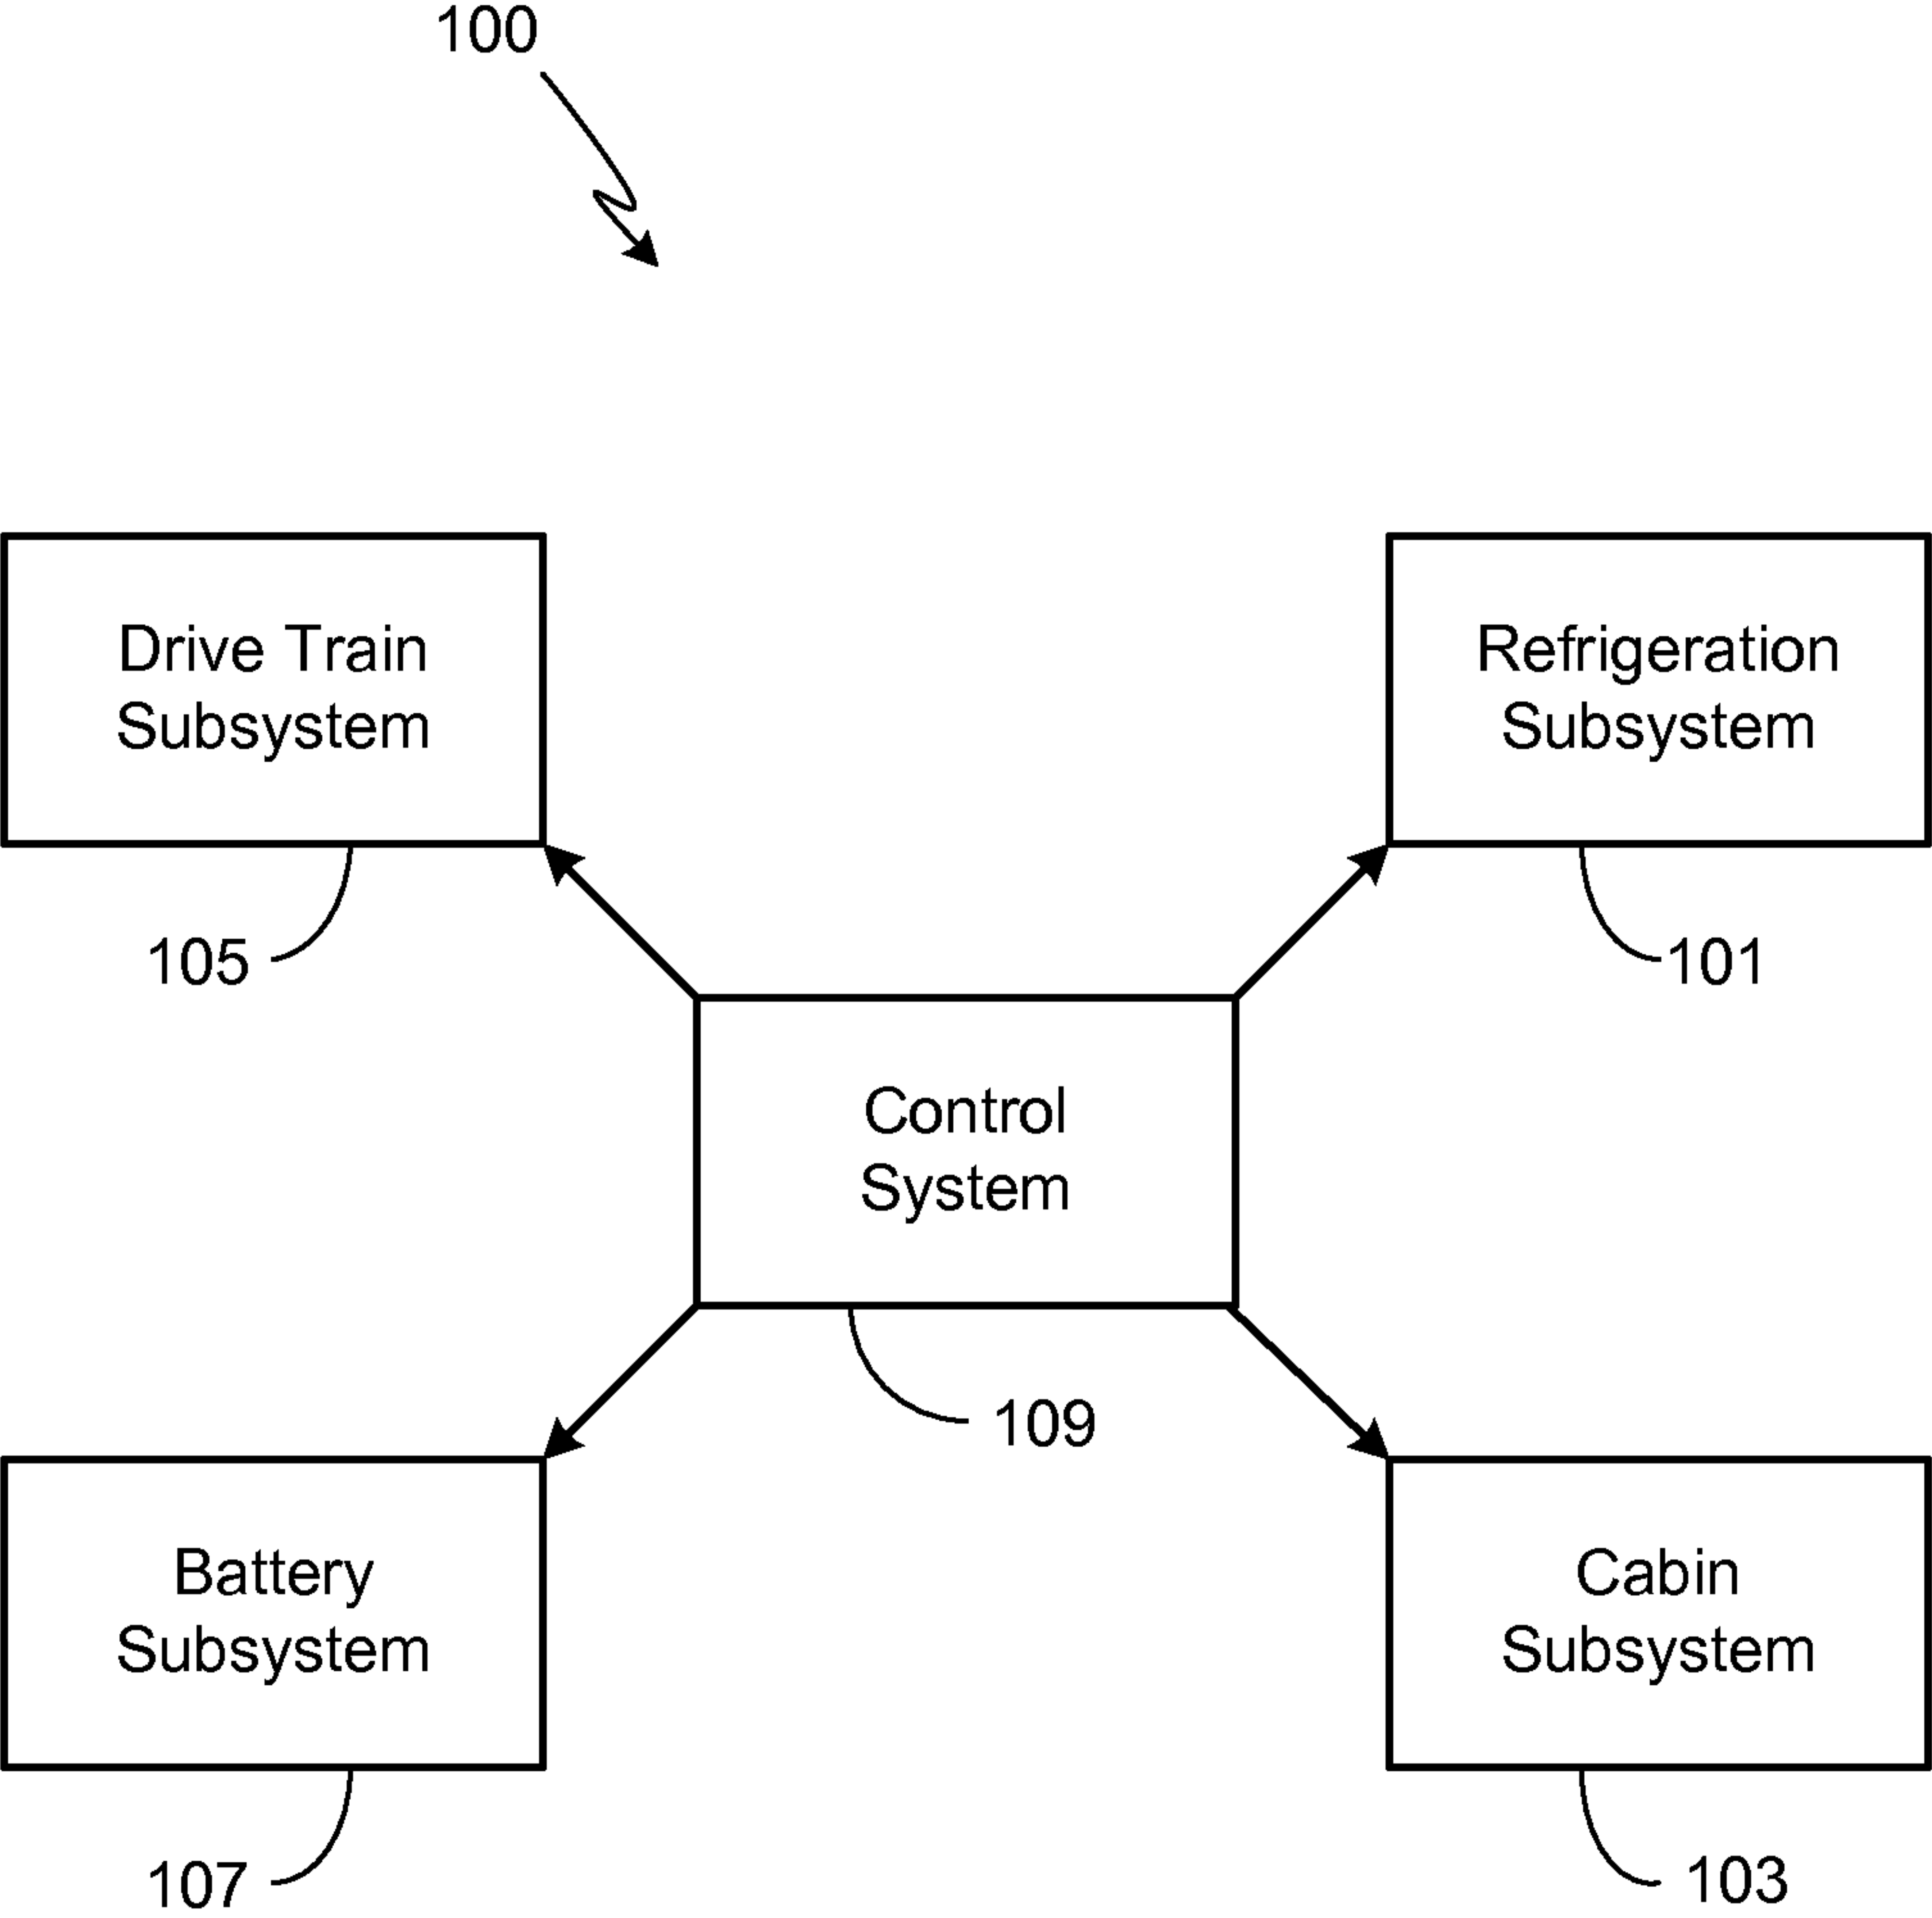 100
Drive Train
Subsystem
Refrigeration
Subsystem
105
101
Control
System
109
Battery
Subsystem
Cabin
Subsystem
107
103